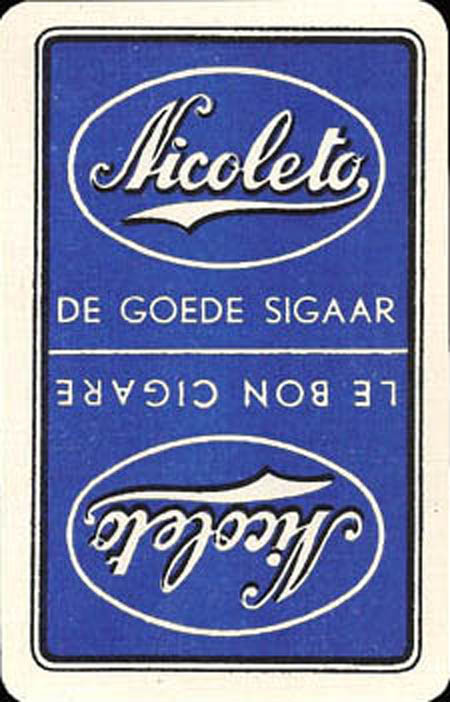 Nicoleto
DE GOEDE SIGAAR
LE BON CIGARE
Nicoleto